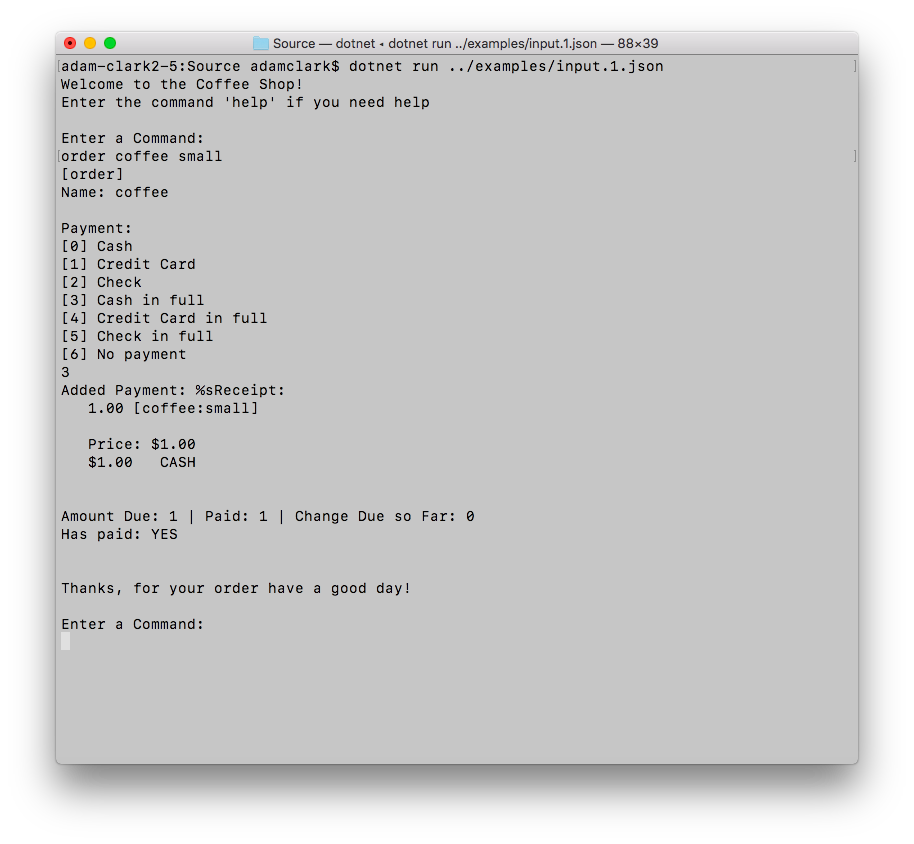 Source — dotnet • dotnet run ../examples/input.1.json — 88×39
[adam-clark2-5:Source adamclark$ dotnet run ../examples/input.1.json ]
Welcome to the Coffee Shop!
Enter the command 'help' if you need help
Enter a Command:
[order coffee small ]
[order]
Name: coffee
Payment:
[0] Cash
[1] Credit Card
[2] Check
[3] Cash in full
[4] Credit Card in full
[5] Check in full
[6] No payment
3
Added Payment: %sReceipt:
1.00 [coffee:small]
Price: $1.00
$1.00 CASH
Amount Due: 1 | Paid: 1 | Change Due so Far: 0
Has paid: YES
Thanks, for your order have a good day!
Enter a Command: